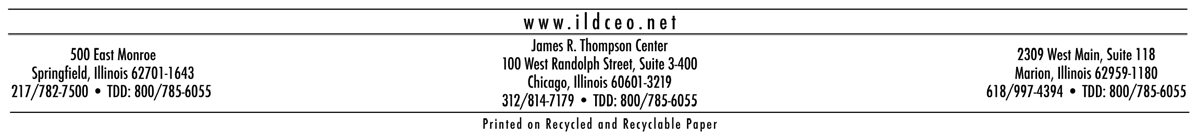 www.ildceo.net
500 East Monroe
Springfield, Illinois 62701-1643
217/782-7500 • TDD: 800/785-6055
James R. Thompson Center
100 West Randolph Street, Suite 3-400
Chicago, Illinois 60601-3219
312/814-7179 • TDD: 800/785-6055
2309 West Main, Suite 118
Marion, Illinois 62959-1180
618/997-4394 • TDD: 800/785-6055
Printed on Recycled and Recyclable Paper